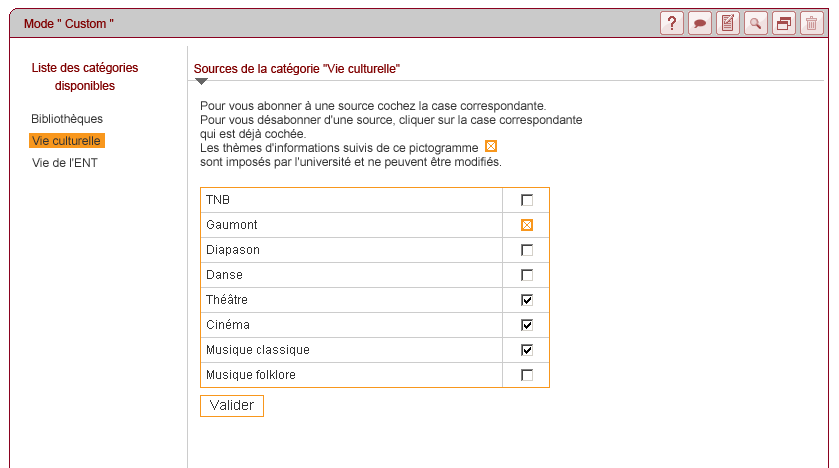 Mode " Custom "
?
Liste des catégories
disponibles
Bibliothèques
Vie culturelle
Vie de l'ENT
Sources de la catégorie "Vie culturelle"
Pour vous abonner à une source cochez la case correspondante.
Pour vous désabonner d'une source, cliquer sur la case correspondante
qui est déjà cochée.
Les thèmes d'informations suivis de ce pictogramme
sont imposés par l'université et ne peuvent être modifiés.
TNB
Gaumont
Diapason
Danse
Théâtre
Cinéma
Musique classique
Musique folklore
Valider